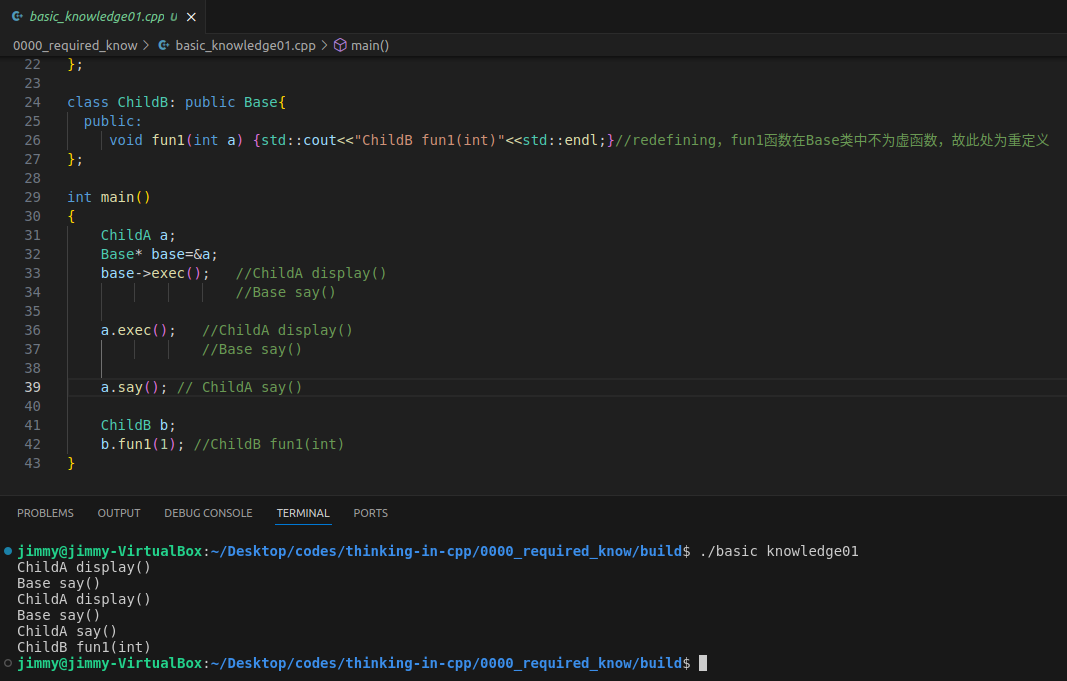 basic_knowledge01.cpp U
0000_required_know > basic_knowledge01.cpp > main()
22 };
23
24 class ChildB: public Base{
25 public:
26 void fun1(int a) {std::cout<<"ChildB fun1(int)"<<std::endl;}//redefining，fun1函数在Base类中不为虚函数，故此处为重定义
27 };
28
29 int main()
30 {
31 ChildA a;
32 Base* base=&a;
33 base->exec(); //ChildA display()
34 //Base say()
35
36 a.exec(); //ChildA display()
37 //Base say()
38
39 a.say(); // ChildA say()
40
41 ChildB b;
42 b.fun1(1); //ChildB fun1(int)
43 }
PROBLEMS OUTPUT DEBUG CONSOLE TERMINAL PORTS
jimmy@jimmy-VirtualBox:~/Desktop/codes/thinking-in-cpp/0000_required_know/build$ ./basic knowledge01
ChildA display()
Base say()
ChildA display()
Base say()
ChildA say()
ChildB fun1(int)
jimmy@jimmy-VirtualBox:~/Desktop/codes/thinking-in-cpp/0000_required_know/build$